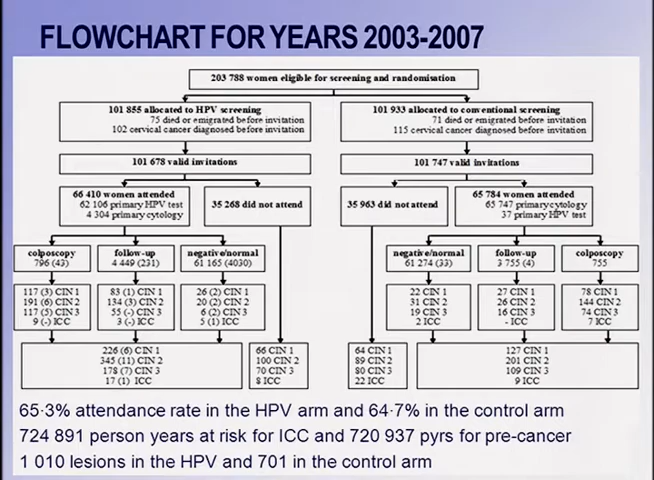 FLOWCHART FOR YEARS 2003-2007
203 788 women eligible for screening and randomisation
101 855 allocated to HPV screening
75 died or emigrated before invitation
102 cervical cancer diagnosed before invitation
101 933 allocated to conventional screening
71 died or emigrated before invitation
115 cervical cancer diagnosed before invitation
101 678 valid invitations
101 747 valid invitations
66 410 women attended
62 106 primary HPV test
4 304 primary cytology
35 268 did not attend
35 963 did not attend
65 784 women attended
65 747 primary cytology
37 primary HPV test
colposcopy
796 (43)
follow-up
4 449 (231)
negative/normal
61 165 (4030)
negative/normal
61 274 (33)
follow-up
3 755 (4)
colposcopy
755
117 (3) CIN 1
191 (6) CIN 2
117 (5) CIN 3
9 (-) ICC
83 (1) CIN 1
134 (3) CIN 2
55 (-) CIN 3
3 (-) ICC
26 (2) CIN 1
20 (2) CIN 2
6 (2) CIN 3
5 (1) ICC
22 CIN 1
31 CIN 2
19 CIN 3
2 ICC
27 CIN 1
26 CIN 2
16 CIN 3
- ICC
78 CIN 1
144 CIN 2
74 CIN 3
7 ICC
226 (6) CIN 1
345 (11) CIN 2
178 (7) CIN 3
17 (1) ICC
66 CIN 1
100 CIN 2
70 CIN 3
8 ICC
64 CIN 1
89 CIN 2
80 CIN 3
22 ICC
127 CIN 1
201 CIN 2
109 CIN 3
9 ICC
65·3% attendance rate in the HPV arm and 64·7% in the control arm
724 891 person years at risk for ICC and 720 937 pyrs for pre-cancer
1 010 lesions in the HPV and 701 in the control arm